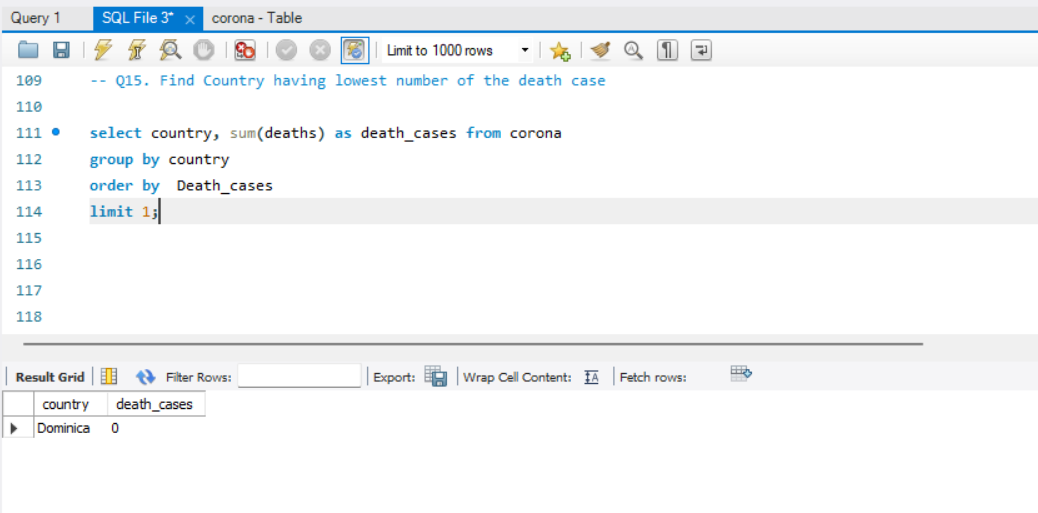 Query 1 SQL File 3* corona - Table
Limit to 1000 rows
109 -- Q15. Find Country having lowest number of the death case
110
111 select country, sum(deaths) as death_cases from corona
112 group by country
113 order by  Death_cases
114 limit 1;
115
116
117
118
Result Grid Filter Rows: Export: Wrap Cell Content: Fetch rows:
country death_cases
Dominica 0